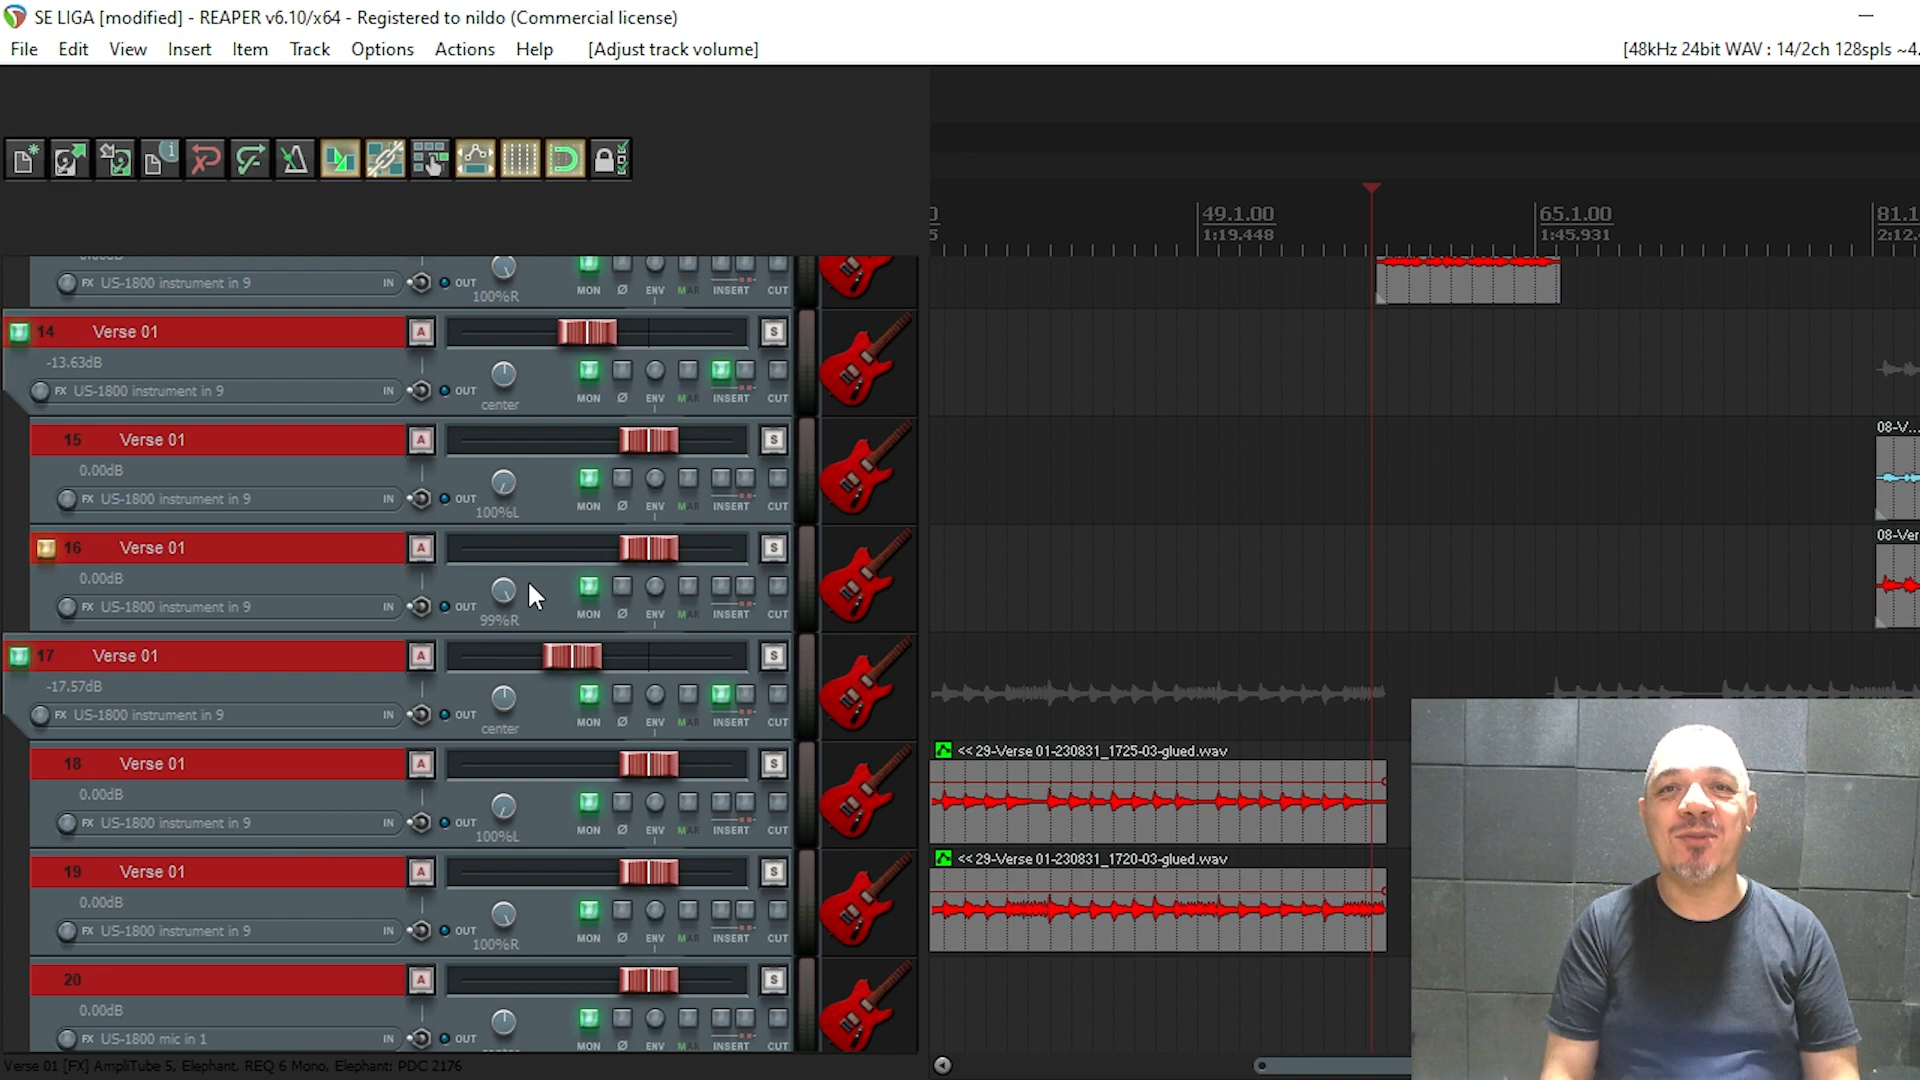 SE LIGA [modified] - REAPER v6.10/x64 - Registered to nildo (Commercial license)
File Edit View Insert Item Track Options Actions Help [Adjust track volume]
[48kHz 24bit WAV : 14/2ch 128spls ~4.
49.1.00
1:19.448
65.1.00
1:45.931
81.1
2:12.
FX US-1800 instrument in 9 IN OUT 100%R MON Ø ENV MAR INSERT CUT
14 Verse 01 A S
-13.63dB
FX US-1800 instrument in 9 IN OUT center MON Ø ENV MAR INSERT CUT
15 Verse 01 A S
0.00dB
FX US-1800 instrument in 9 IN OUT 100%L MON Ø ENV MAR INSERT CUT
08-V...
16 Verse 01 A S
0.00dB
FX US-1800 instrument in 9 IN OUT 99%R MON Ø ENV MAR INSERT CUT
08-Ver
17 Verse 01 A S
-17.57dB
FX US-1800 instrument in 9 IN OUT center MON Ø ENV MAR INSERT CUT
18 Verse 01 A S
0.00dB
FX US-1800 instrument in 9 IN OUT 100%L MON Ø ENV MAR INSERT CUT
<< 29-Verse 01-230831_1725-03-glued.wav
19 Verse 01 A S
0.00dB
FX US-1800 instrument in 9 IN OUT 100%R MON Ø ENV MAR INSERT CUT
<< 29-Verse 01-230831_1720-03-glued.wav
20 A S
0.00dB
FX US-1800 mic in 1 IN OUT MON Ø ENV MAR INSERT CUT
Verse 01 [FX] AmpliTube 5, Elephant, REQ 6 Mono, Elephant: PDC 2176